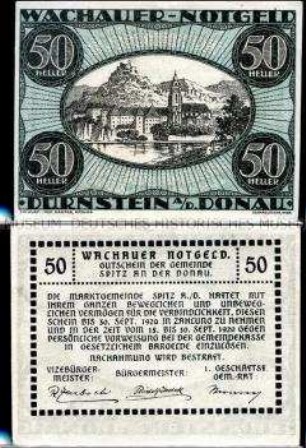 WACHAUER-NOTGELD
50 HELLER
50 HELLER
50 HELLER
50 HELLER
DÜRNSTEIN A/D. DONAU.
WACHAUER NOTGELD.
50
GUTSCHEIN DER GEMEINDE
SPITZ AN DER DONAU.
50
DIE MARKTGEMEINDE SPITZ A./D. HAFTET MIT
IHREM GANZEN BEWEGLICHEN UND UNBEWEG-
LICHEN VERMÖGEN FÜR DIE VERBINDLICHKEIT, DIESEN
SCHEIN BIS 30. SEPT. 1920 IN ZAHLUNG ZU NEHMEN
UND IN DER ZEIT VOM 15. BIS 30. SEPT. 1920 GEGEN
PERSÖNLICHE VORWEISUNG BEI DER GEMEINDEKASSE
IN GESETZLICHEM BARGELDE EINZULÖSEN.
NACHAHMUNG WIRD BESTRAFT.
VIZEBÜRGER-
MEISTER:
BÜRGERMEISTER:
1. GESCHÄFTS
GEM.-RAT